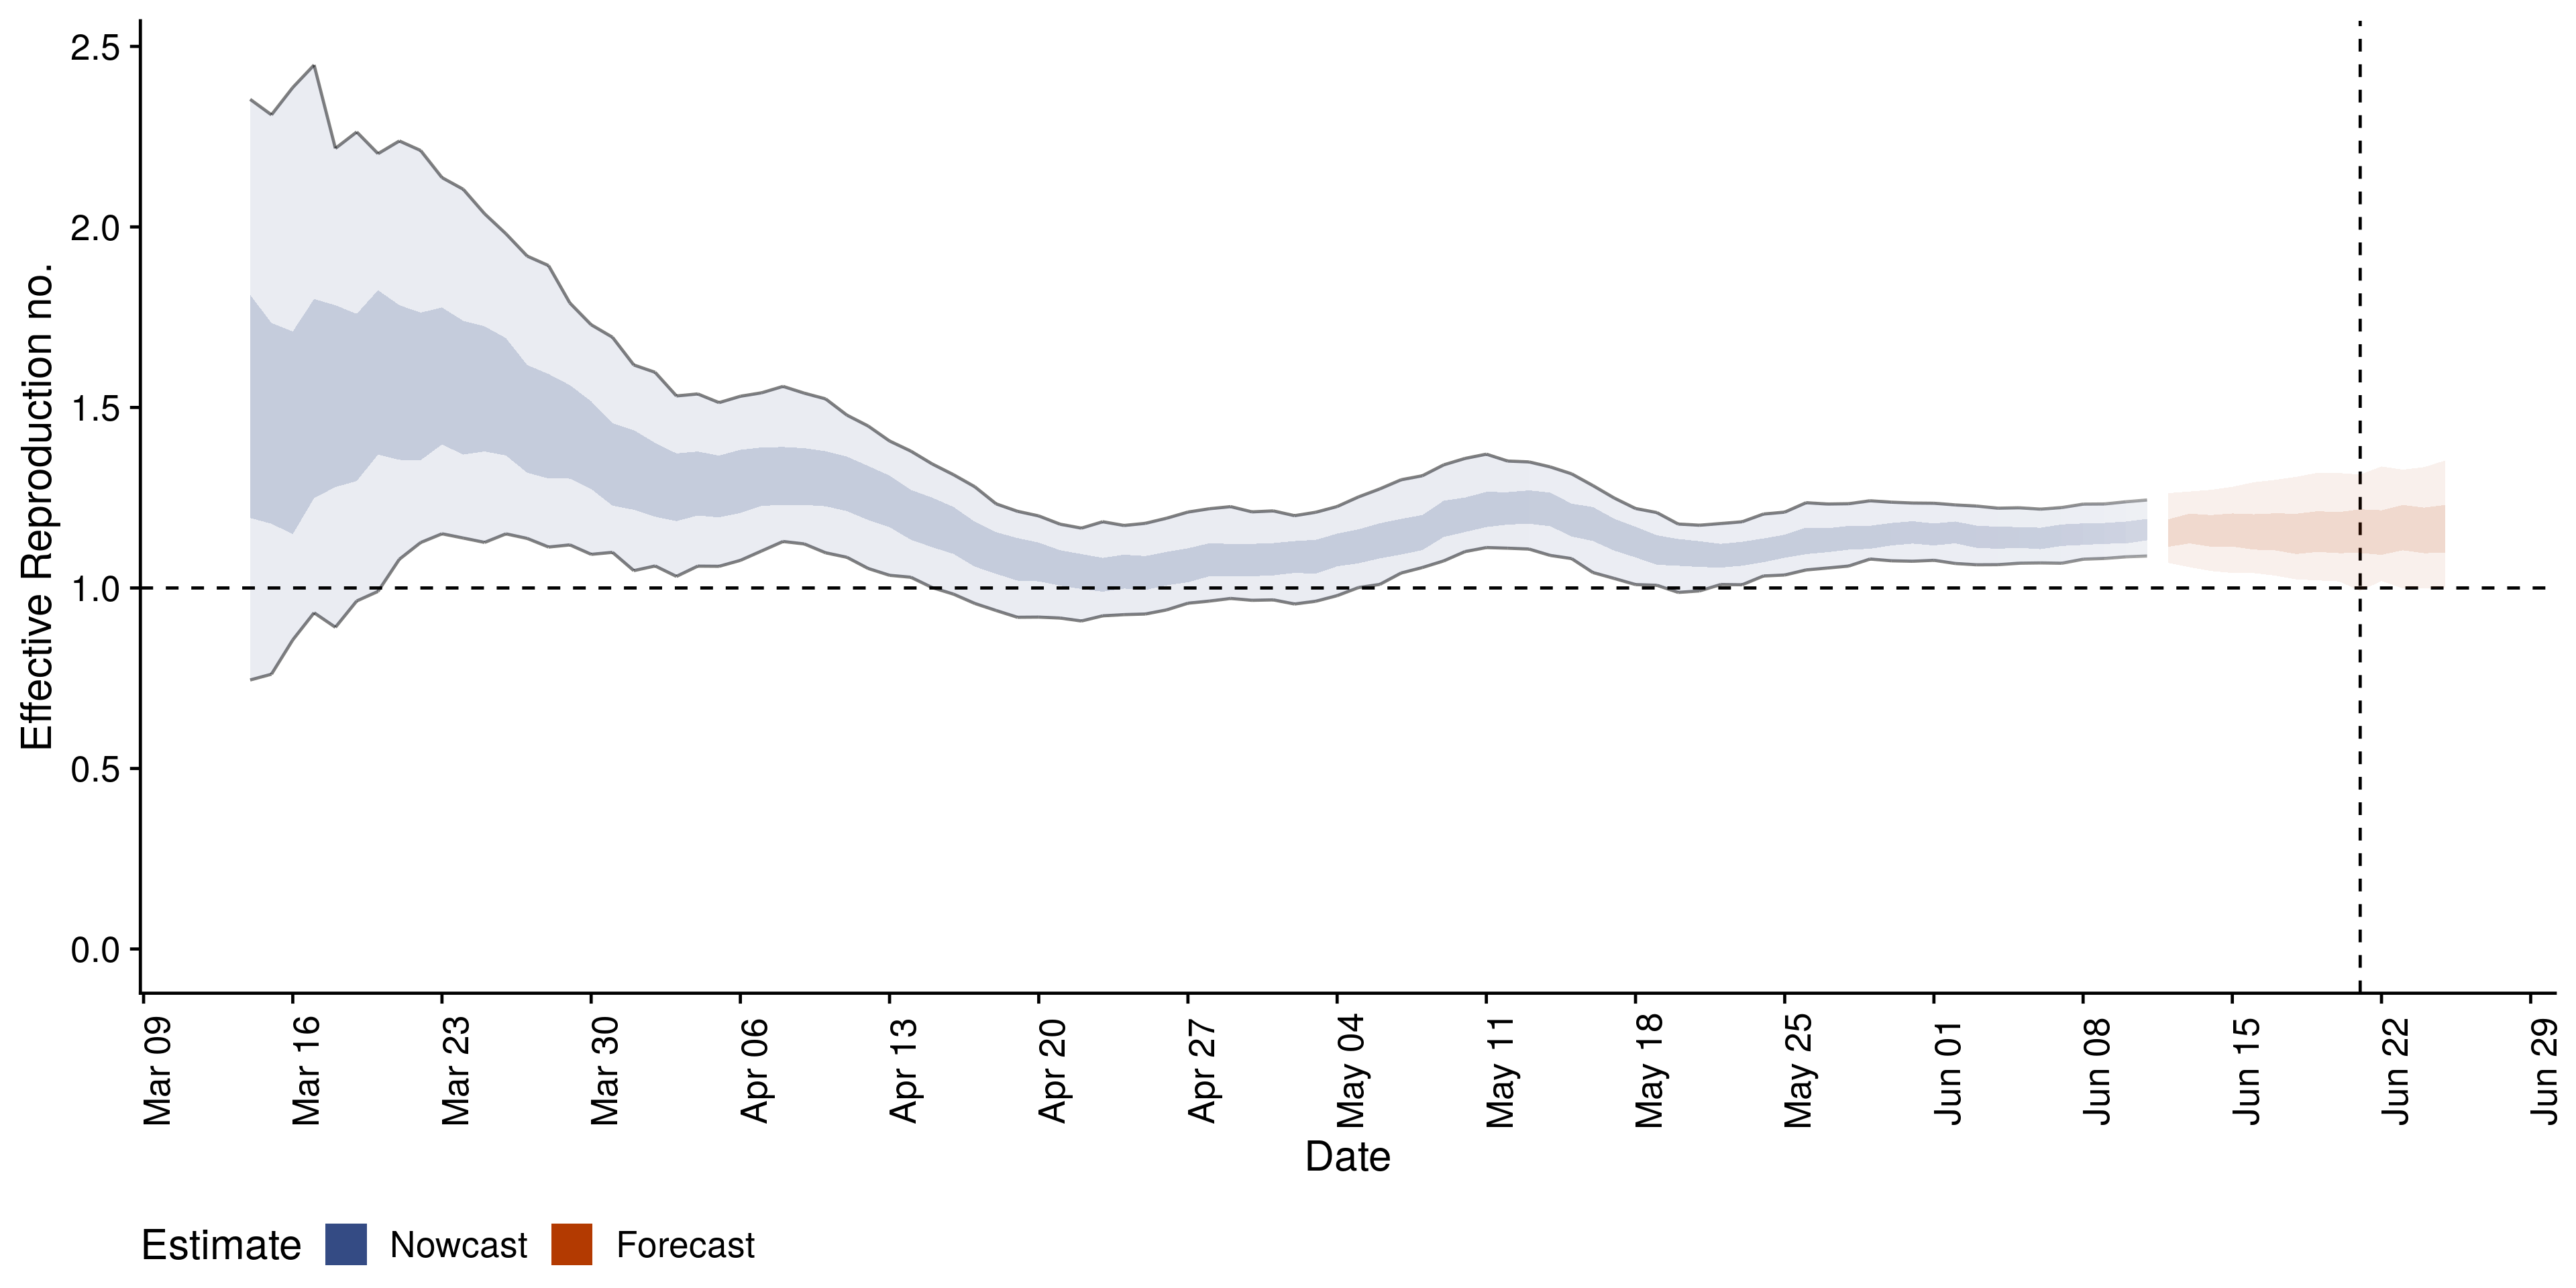 Effective Reproduction no.
2.5
2.0
1.5
1.0
0.5
0.0
Mar 09
Mar 16
Mar 23
Mar 30
Apr 06
Apr 13
Apr 20
Apr 27
May 04
May 11
May 18
May 25
Jun 01
Jun 08
Jun 15
Jun 22
Jun 29
Date
Estimate Nowcast Forecast